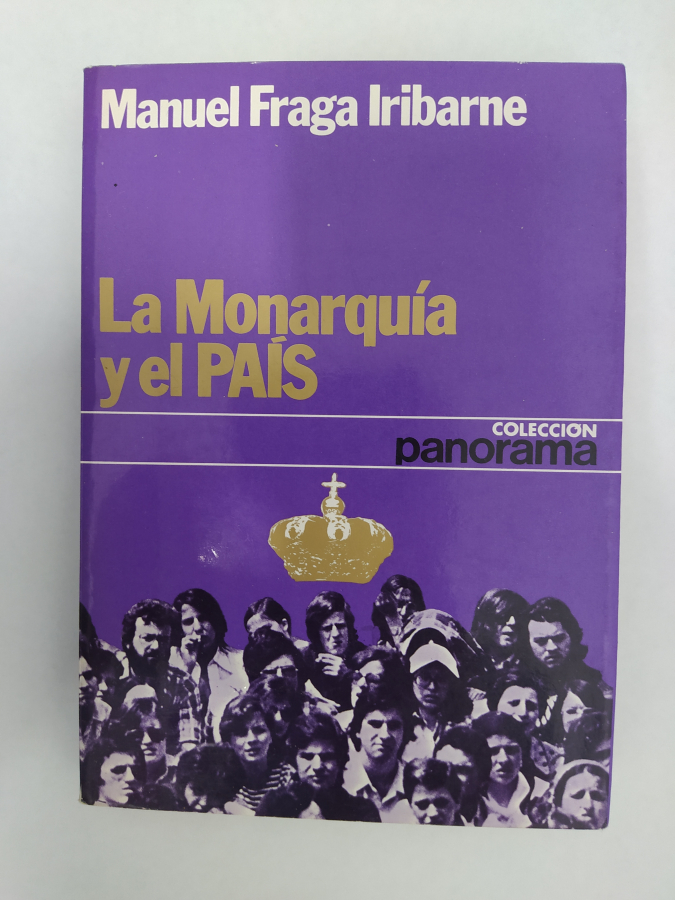 Manuel Fraga Iribarne
La Monarquía
y el PAÍS
COLECCIÓN
panorama